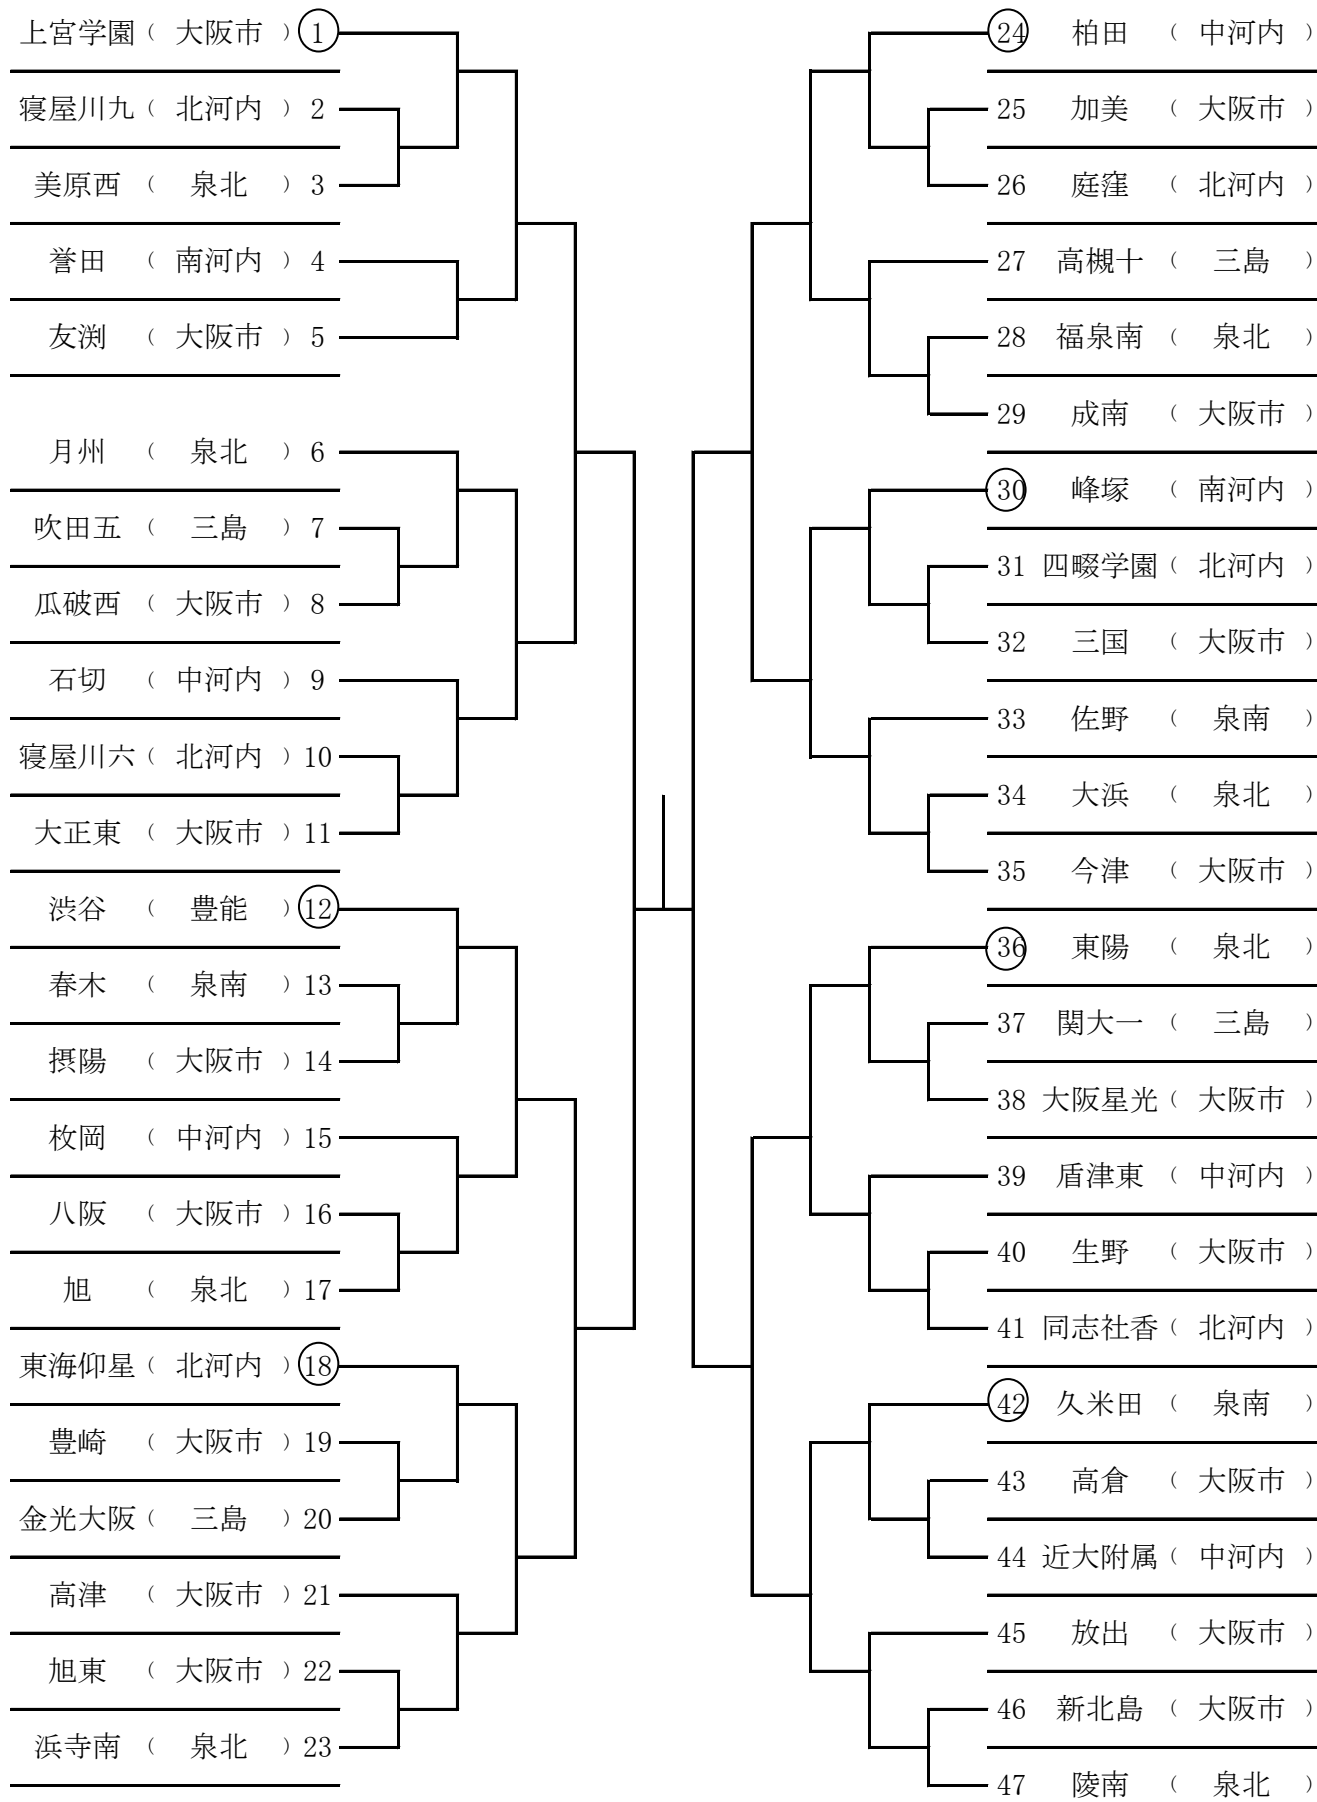 上宮学園（ 大阪市 ）①
寝屋川九（ 北河内 ）2
美原西 （ 泉北 ）3
誉田 （ 南河内 ）4
友渕 （ 大阪市 ）5
月州 （ 泉北 ）6
吹田五 （ 三島 ）7
瓜破西 （ 大阪市 ）8
石切 （ 中河内 ）9
寝屋川六（ 北河内 ）10
大正東 （ 大阪市 ）11
渋谷 （ 豊能 ）⑫
春木 （ 泉南 ）13
摂陽 （ 大阪市 ）14
枚岡 （ 中河内 ）15
八阪 （ 大阪市 ）16
旭 （ 泉北 ）17
東海仰星（ 北河内 ）⑱
豊崎 （ 大阪市 ）19
金光大阪（ 三島 ）20
高津 （ 大阪市 ）21
旭東 （ 大阪市 ）22
浜寺南 （ 泉北 ）23
㉔ 柏田 （ 中河内 ）
25 加美 （ 大阪市 ）
26 庭窪 （ 北河内 ）
27 高槻十 （ 三島 ）
28 福泉南 （ 泉北 ）
29 成南 （ 大阪市 ）
㉚ 峰塚 （ 南河内 ）
31 四畷学園（ 北河内 ）
32 三国 （ 大阪市 ）
33 佐野 （ 泉南 ）
34 大浜 （ 泉北 ）
35 今津 （ 大阪市 ）
㊱ 東陽 （ 泉北 ）
37 関大一 （ 三島 ）
38 大阪星光（ 大阪市 ）
39 盾津東 （ 中河内 ）
40 生野 （ 大阪市 ）
41 同志社香（ 北河内 ）
㊷ 久米田 （ 泉南 ）
43 高倉 （ 大阪市 ）
44 近大附属（ 中河内 ）
45 放出 （ 大阪市 ）
46 新北島 （ 大阪市 ）
47 陵南 （ 泉北 ）